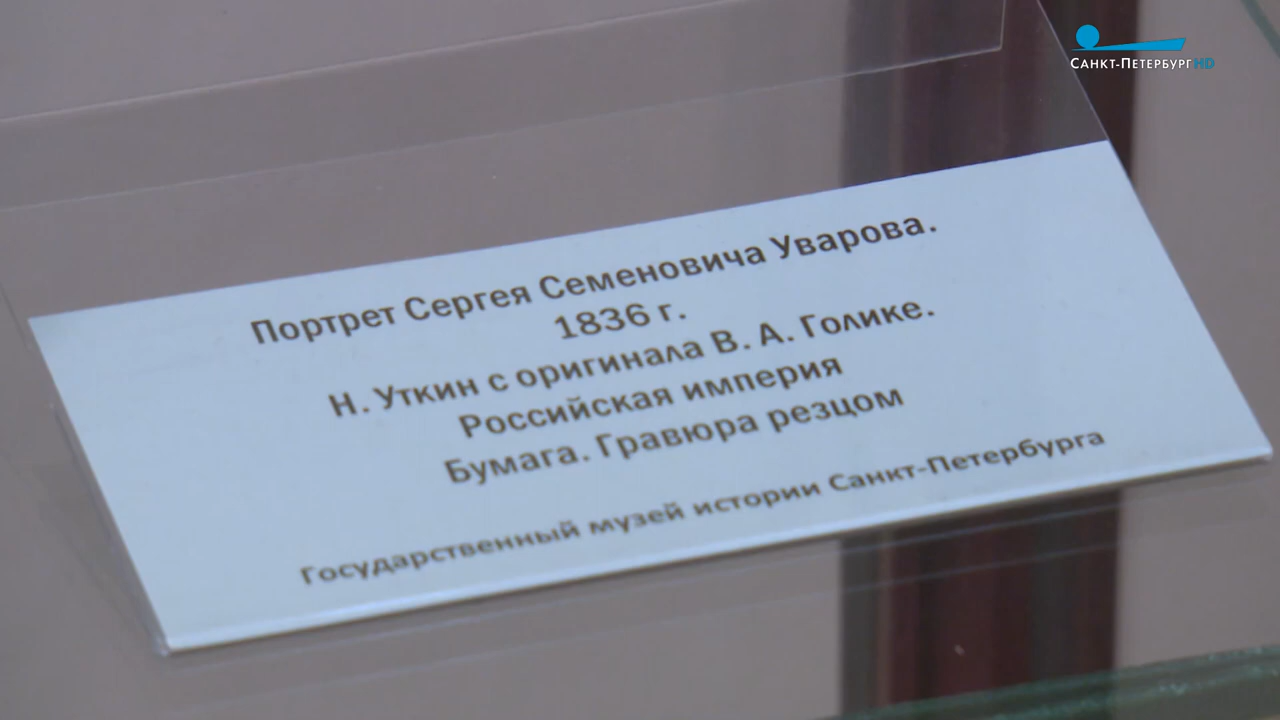 Санкт-Петербург HD
Портрет Сергея Семеновича Уварова.
1836 г.
Н. Уткин с оригинала В. А. Голике.
Российская империя
Бумага. Гравюра резцом
Государственный музей истории Санкт-Петербурга